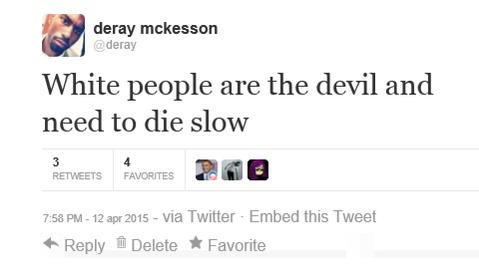 deray mckesson
@deray
White people are the devil and
need to die slow
3 4
RETWEETS FAVORITES
7:58 PM - 12 apr 2015 - via Twitter · Embed this Tweet
Reply Delete Favorite